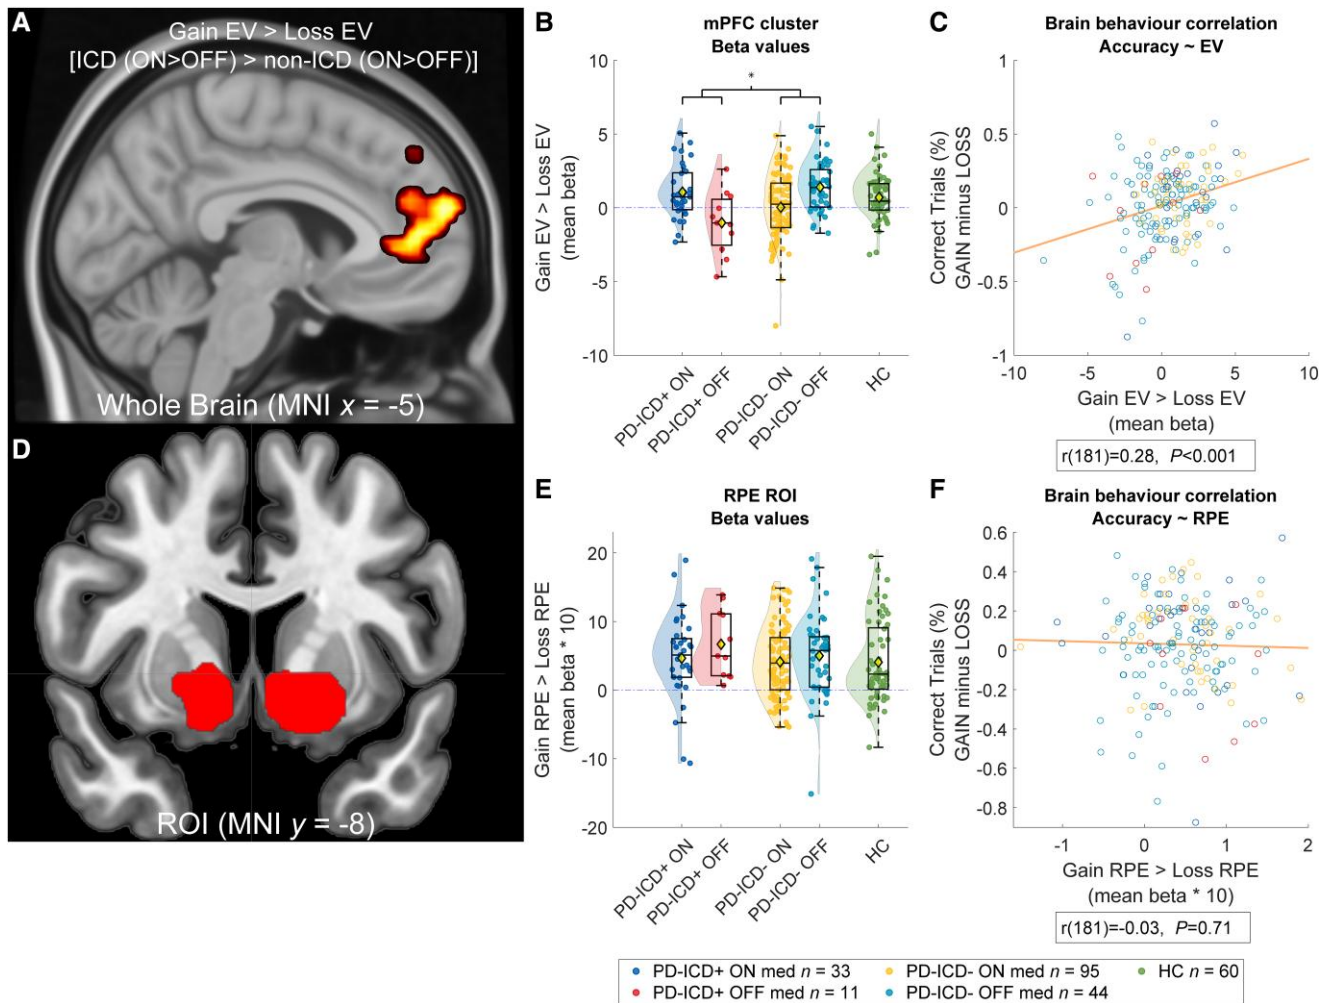 A
Gain EV > Loss EV
[ICD (ON>OFF) > non-ICD (ON>OFF)]
Whole Brain (MNI x = -5)
B
mPFC cluster
Beta values
Gain EV > Loss EV
(mean beta)
10
5
0
-5
-10
*
PD-ICD+ ON
PD-ICD+ OFF
PD-ICD- ON
PD-ICD- OFF
HC
C
Brain behaviour correlation
Accuracy ~ EV
Correct Trials (%)
GAIN minus LOSS
1
0.5
0
-0.5
-1
-10
-5
0
5
10
Gain EV > Loss EV
(mean beta)
r(181)=0.28, P<0.001
D
ROI (MNI y = -8)
E
RPE ROI
Beta values
Gain RPE > Loss RPE
(mean beta * 10)
20
10
0
-10
-20
PD-ICD+ ON
PD-ICD+ OFF
PD-ICD- ON
PD-ICD- OFF
HC
F
Brain behaviour correlation
Accuracy ~ RPE
Correct Trials (%)
GAIN minus LOSS
0.6
0.4
0.2
0
-0.2
-0.4
-0.6
-0.8
-1
0
1
2
Gain RPE > Loss RPE
(mean beta * 10)
r(181)=-0.03, P=0.71
PD-ICD+ ON med n = 33
PD-ICD- ON med n = 95
HC n = 60
PD-ICD+ OFF med n = 11
PD-ICD- OFF med n = 44